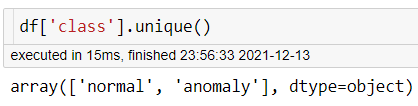 df['class'].unique()
executed in 15ms, finished 23:56:33 2021-12-13
array(['normal', 'anomaly'], dtype=object)